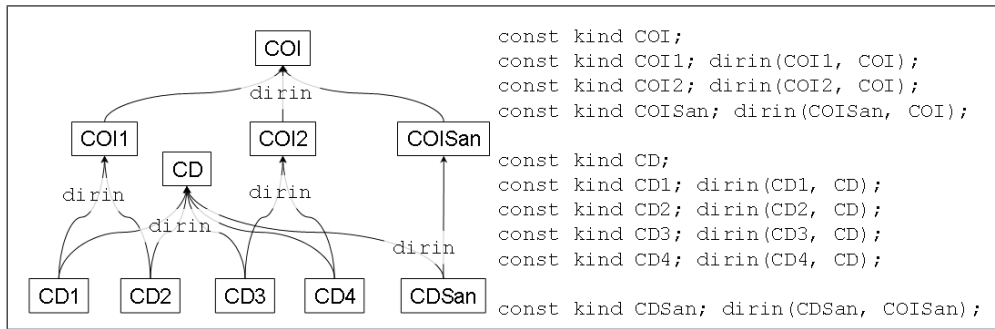 COI
dirin
COI1
COI2
COISan
CD
dirin
dirin
dirin
dirin
CD1
CD2
CD3
CD4
CDSan
const kind COI;
const kind COI1; dirin(COI1, COI);
const kind COI2; dirin(COI2, COI);
const kind COISan; dirin(COISan, COI);
const kind CD;
const kind CD1; dirin(CD1, CD);
const kind CD2; dirin(CD2, CD);
const kind CD3; dirin(CD3, CD);
const kind CD4; dirin(CD4, CD);
const kind CDSan; dirin(CDSan, COISan);